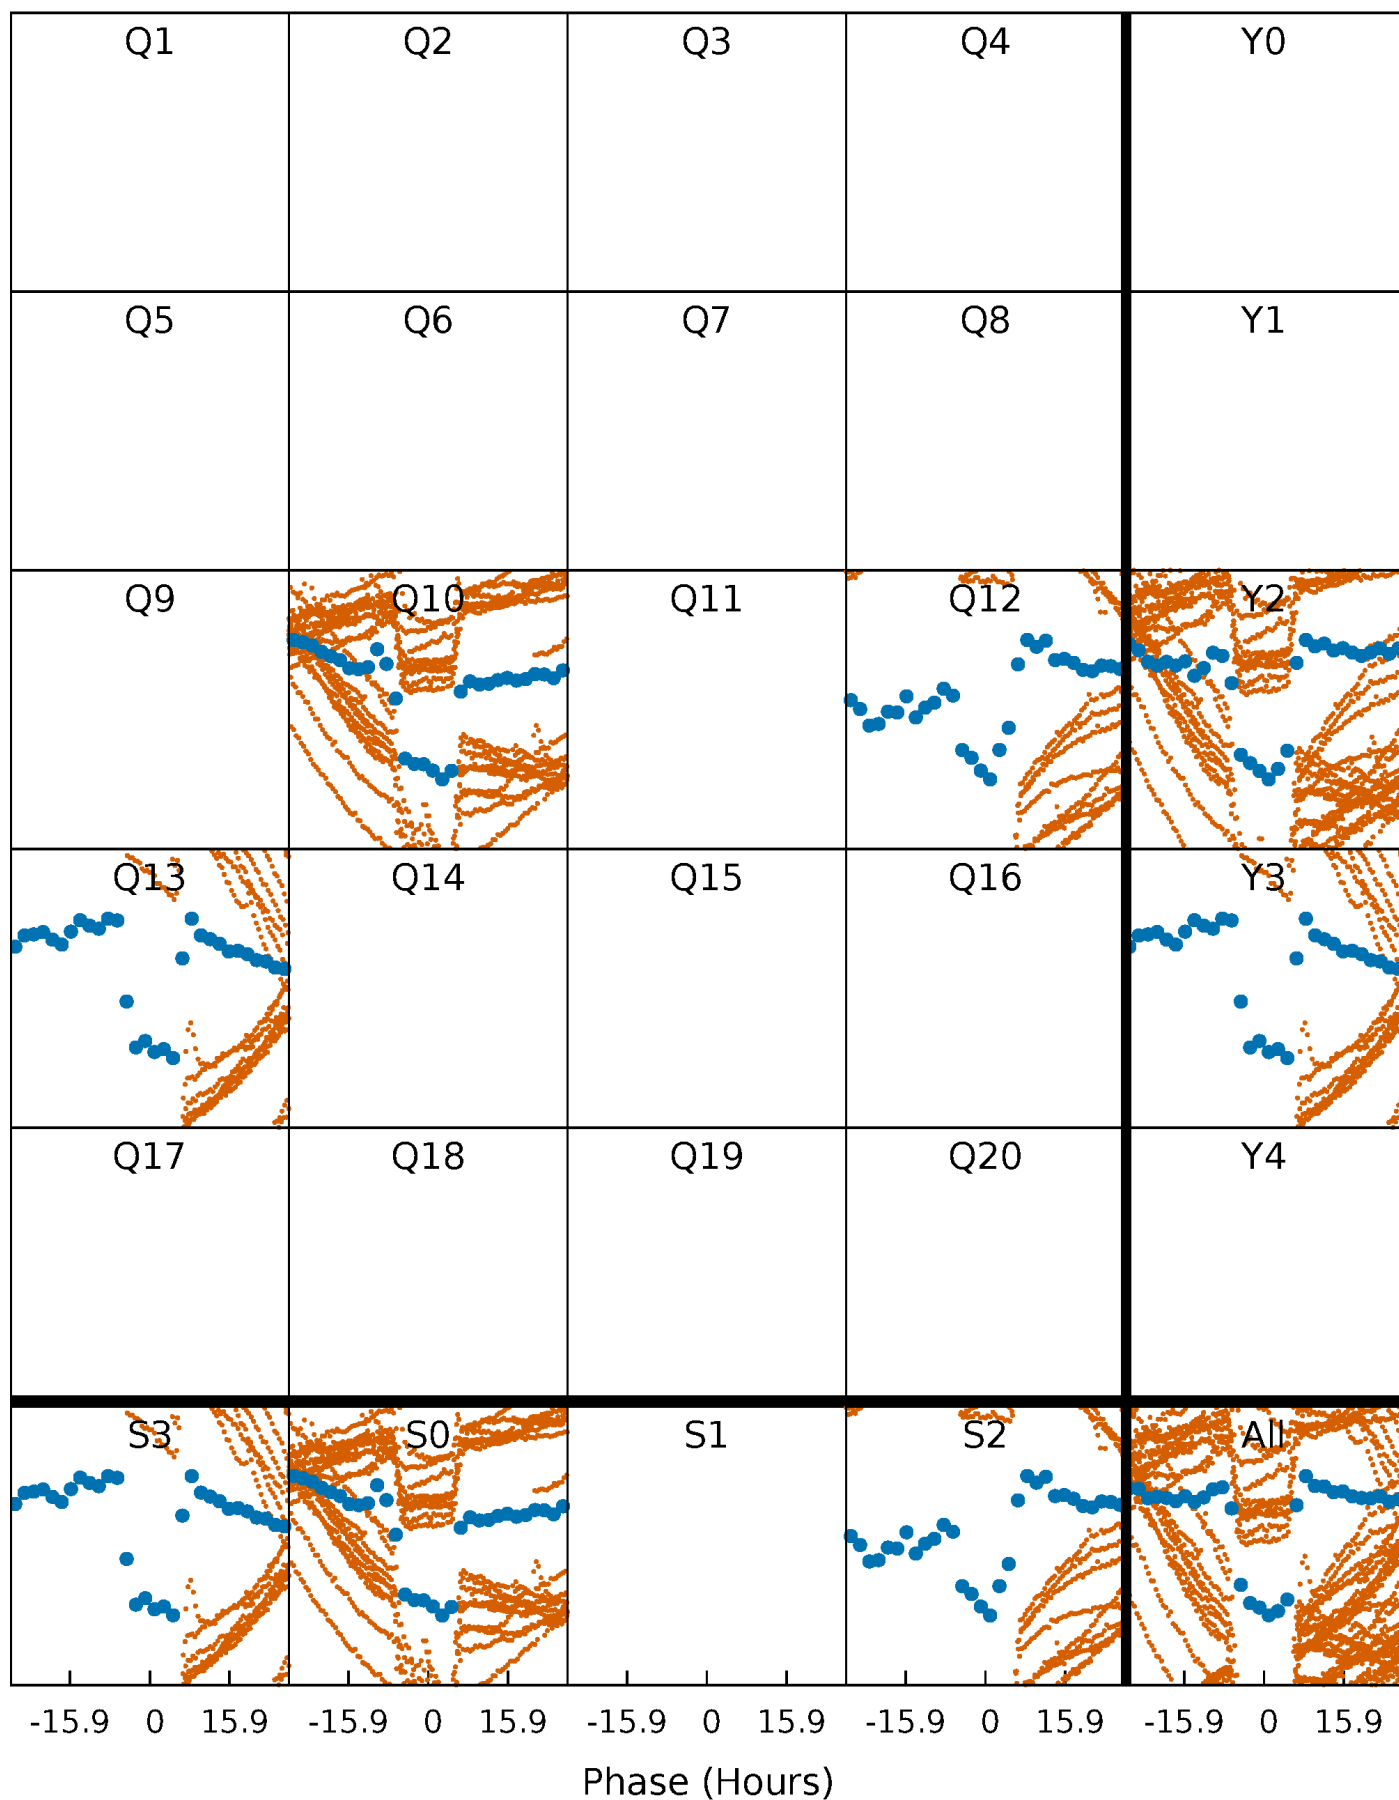 Q1 Q2 Q3 Q4 Y0
Q5 Q6 Q7 Q8 Y1
Q9 Q10 Q11 Q12 Y2
Q13 Q14 Q15 Q16 Y3
Q17 Q18 Q19 Q20 Y4
S3 S0 S1 S2 All
-15.9 0 15.9 -15.9 0 15.9 -15.9 0 15.9 -15.9 0 15.9 -15.9 0 15.9
Phase (Hours)